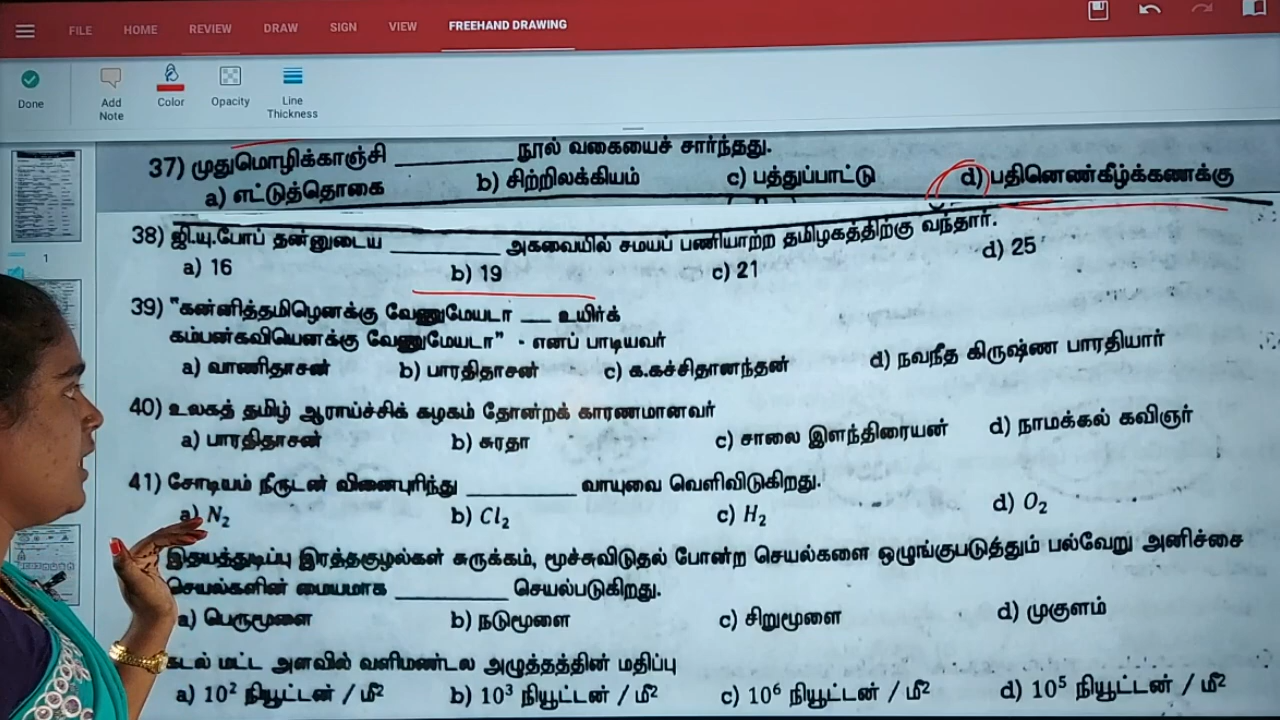 FILE HOME REVIEW DRAW SIGN VIEW FREEHAND DRAWING
Done Add Note Color Opacity Line Thickness
37) முதுமொழிக்காஞ்சி __________ நூல் வகையைச் சார்ந்தது.
a) எட்டுத்தொகை b) சிற்றிலக்கியம் c) பத்துப்பாட்டு d) பதினெண்கீழ்க்கணக்கு
38) ஜி.யு.போப் தன்னுடைய __________ அகவையில் சமயப் பணியாற்ற தமிழகத்திற்கு வந்தார்.
a) 16 b) 19 c) 21 d) 25
39) "கன்னித்தமிழெனக்கு வேணுமேயடா ___ உயிர்க்
கம்பன்கவியெனக்கு வேணுமேயடா" - எனப் பாடியவர்
a) வாணிதாசன் b) பாரதிதாசன் c) க.சுச்சிதானந்தன் d) நவநீத கிருஷ்ண பாரதியார்
40) உலகத் தமிழ் ஆராய்ச்சிக் கழகம் தோன்றக் காரணமானவர்
a) பாரதிதாசன் b) சுரதா c) சாலை இளந்திரையன் d) நாமக்கல் கவிஞர்
41) சோடியம் நீருடன் வினைபுரிந்து __________ வாயுவை வெளிவிடுகிறது.
a) N₂ b) Cl₂ c) H₂ d) O₂
இதயத்துடிப்பு இரத்தகுழல்கள் சுருக்கம், மூச்சுவிடுதல் போன்ற செயல்களை ஒழுங்குபடுத்தும் பல்வேறு அனிச்சை
செயல்களின் மையமாக __________ செயல்படுகிறது.
a) பெருமூளை b) நடுமூளை c) சிறுமூளை d) முகுளம்
கடல் மட்ட அளவில் வளிமண்டல அழுத்தத்தின் மதிப்பு
a) 10² நியூட்டன் / மீ² b) 10³ நியூட்டன் / மீ² c) 10⁶ நியூட்டன் / மீ² d) 10⁵ நியூட்டன் / மீ²
1